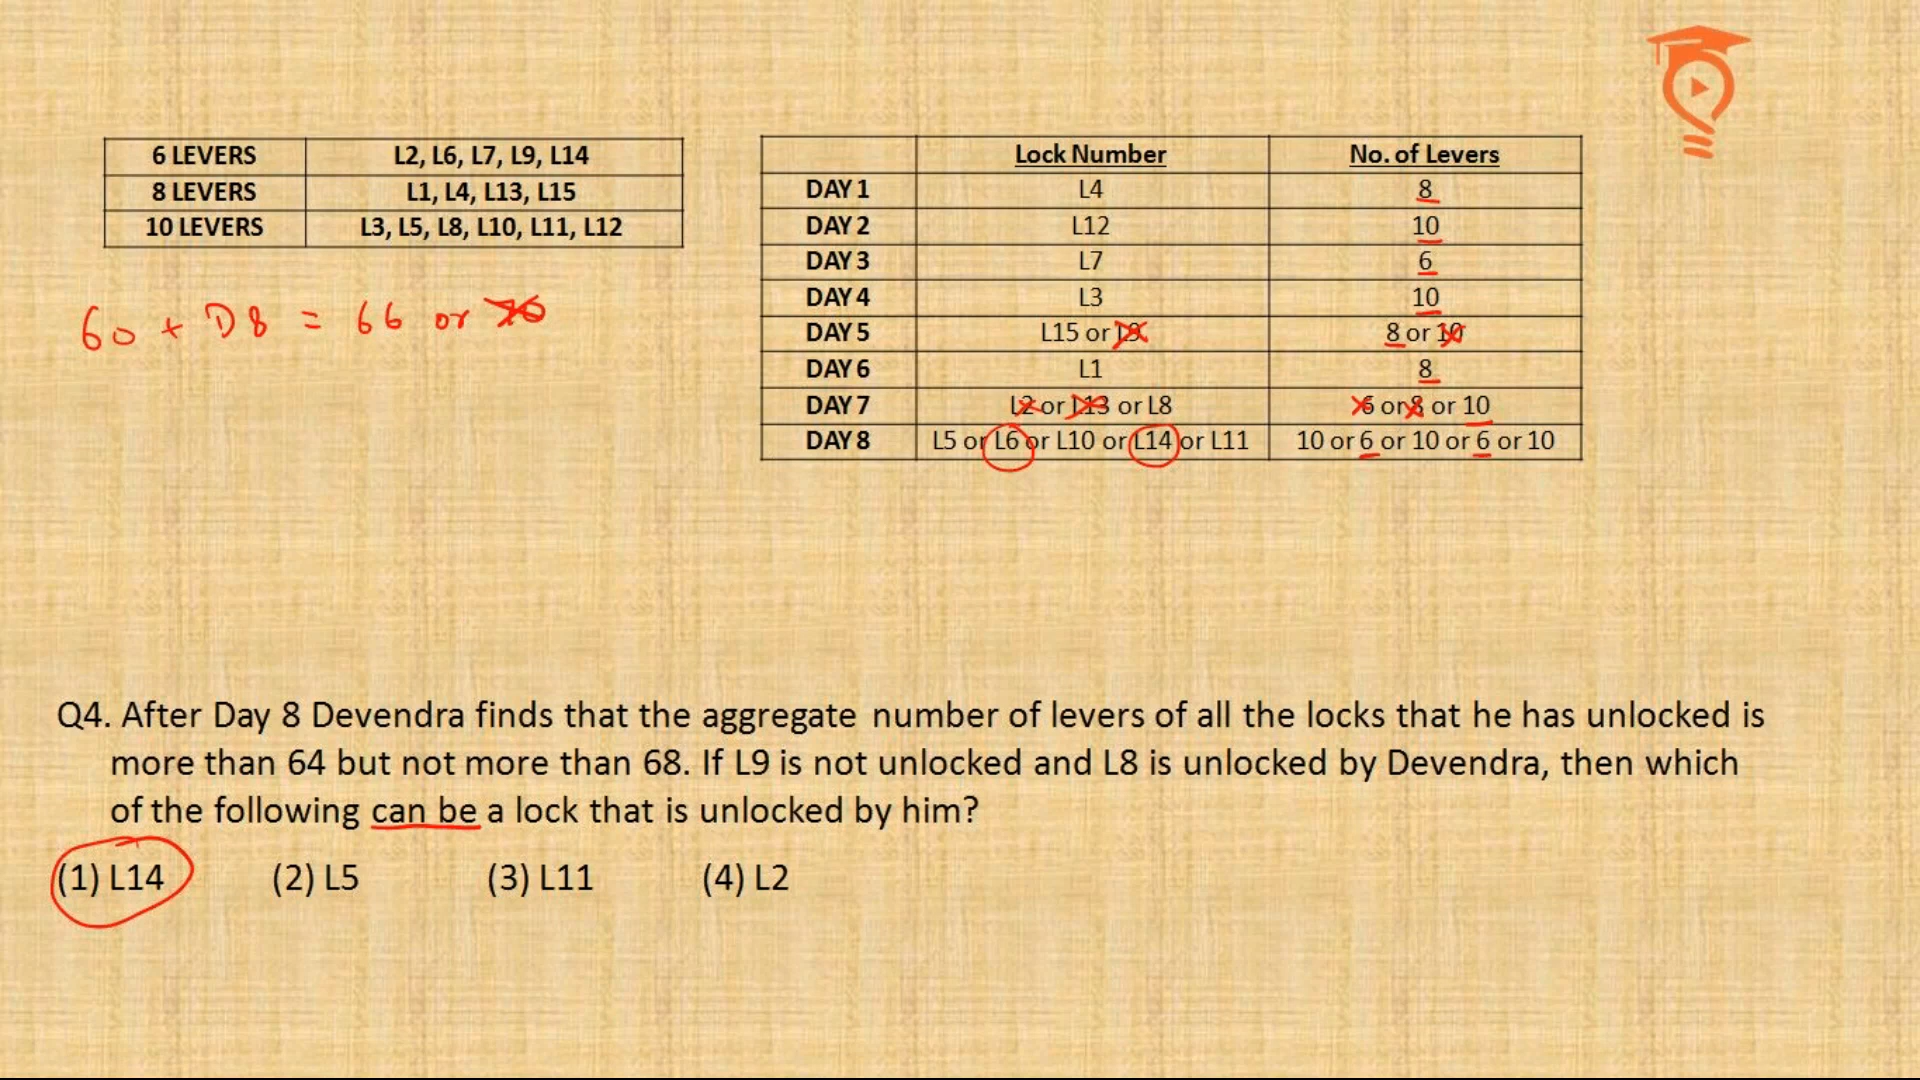 6 LEVERS L2, L6, L7, L9, L14
8 LEVERS L1, L4, L13, L15
10 LEVERS L3, L5, L8, L10, L11, L12
60 + D8 = 66 or 70
Lock Number No. of Levers
DAY 1 L4 8
DAY 2 L12 10
DAY 3 L7 6
DAY 4 L3 10
DAY 5 L15 or L9 8 or 10
DAY 6 L1 8
DAY 7 L2 or L13 or L8 6 or 8 or 10
DAY 8 L5 or L6 or L10 or L14 or L11 10 or 6 or 10 or 6 or 10
Q4. After Day 8 Devendra finds that the aggregate number of levers of all the locks that he has unlocked is
more than 64 but not more than 68. If L9 is not unlocked and L8 is unlocked by Devendra, then which
of the following can be a lock that is unlocked by him?
(1) L14 (2) L5 (3) L11 (4) L2